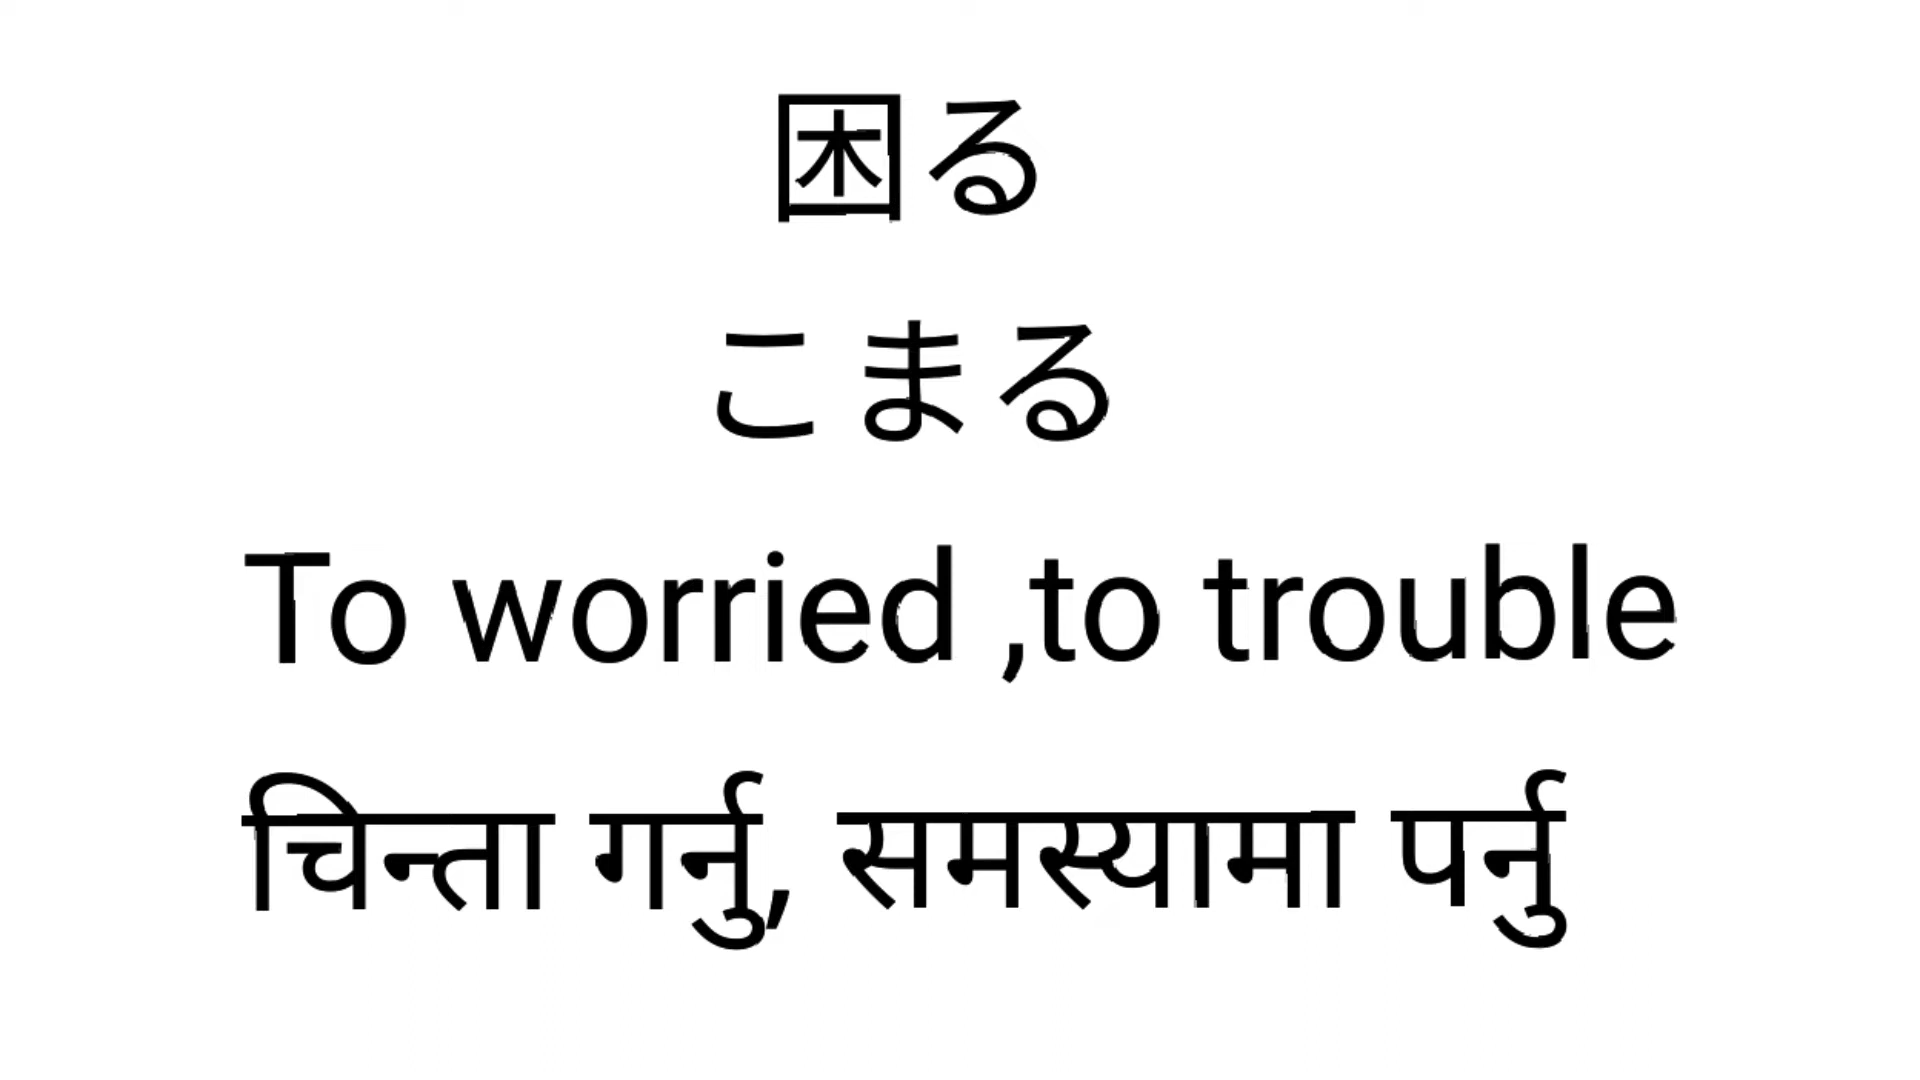 困る
こまる
To worried ,to trouble
चिन्ता गर्नु, समस्यामा पर्नु